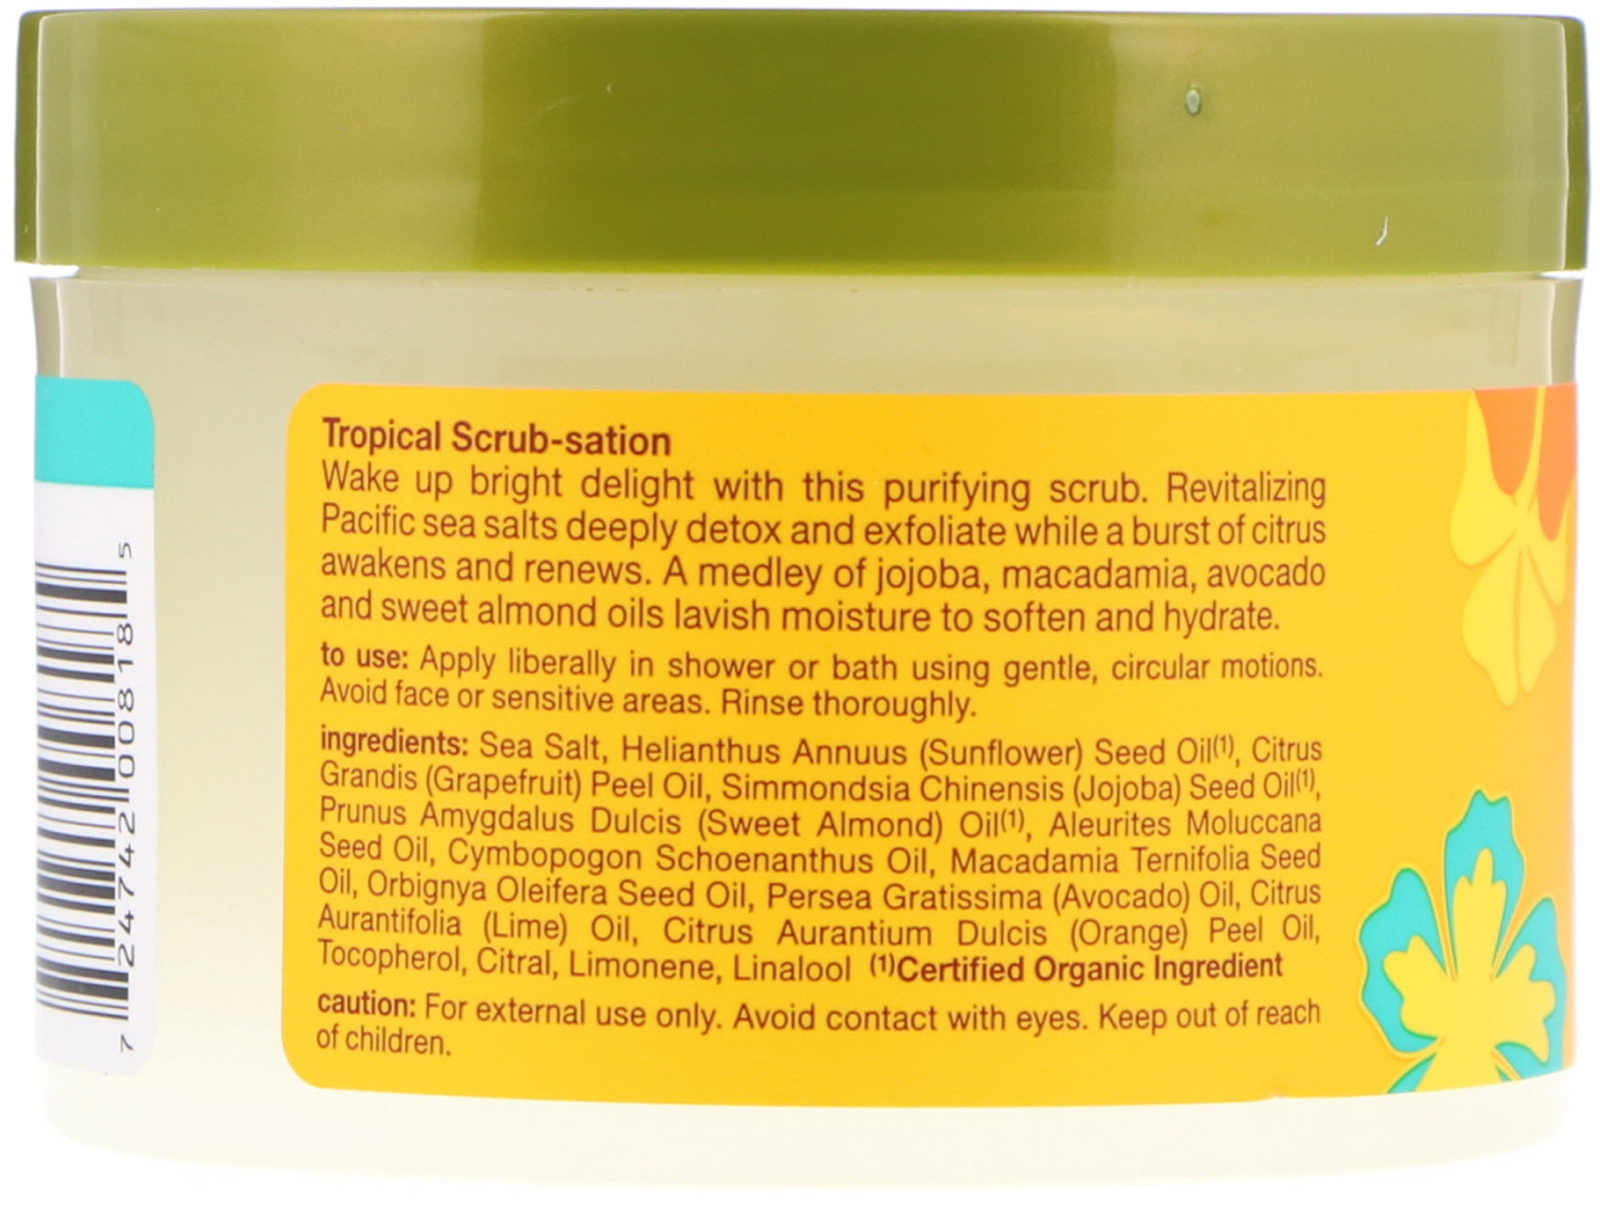 Tropical Scrub-sation
Wake up bright delight with this purifying scrub. Revitalizing
Pacific sea salts deeply detox and exfoliate while a burst of citrus
awakens and renews. A medley of jojoba, macadamia, avocado
and sweet almond oils lavish moisture to soften and hydrate.
to use: Apply liberally in shower or bath using gentle, circular motions.
Avoid face or sensitive areas. Rinse thoroughly.
ingredients: Sea Salt, Helianthus Annuus (Sunflower) Seed Oil(1), Citrus
Grandis (Grapefruit) Peel Oil, Simmondsia Chinensis (Jojoba) Seed Oil(1),
Prunus Amygdalus Dulcis (Sweet Almond) Oil(1), Aleurites Moluccana
Seed Oil, Cymbopogon Schoenanthus Oil, Macadamia Ternifolia Seed
Oil, Orbignya Oleifera Seed Oil, Persea Gratissima (Avocado) Oil, Citrus
Aurantifolia (Lime) Oil, Citrus Aurantium Dulcis (Orange) Peel Oil,
Tocopherol, Citral, Limonene, Linalool (1)Certified Organic Ingredient
caution: For external use only. Avoid contact with eyes. Keep out of reach
of children.
7 24742 00818 5